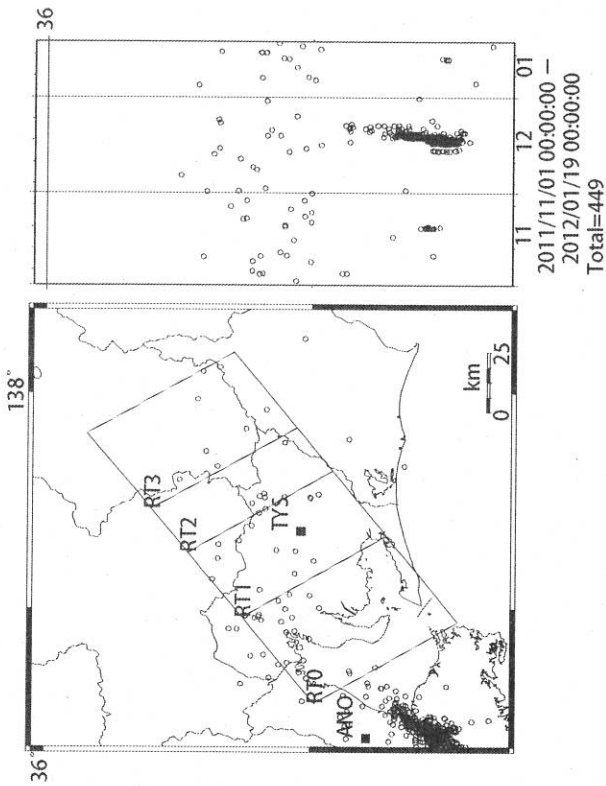 138°
36°
RT3
RT2
TYS
RT1
RT0
ANO
km
0 25
36
11 12 01
2011/11/01 00:00:00 –
2012/01/19 00:00:00
Total=449